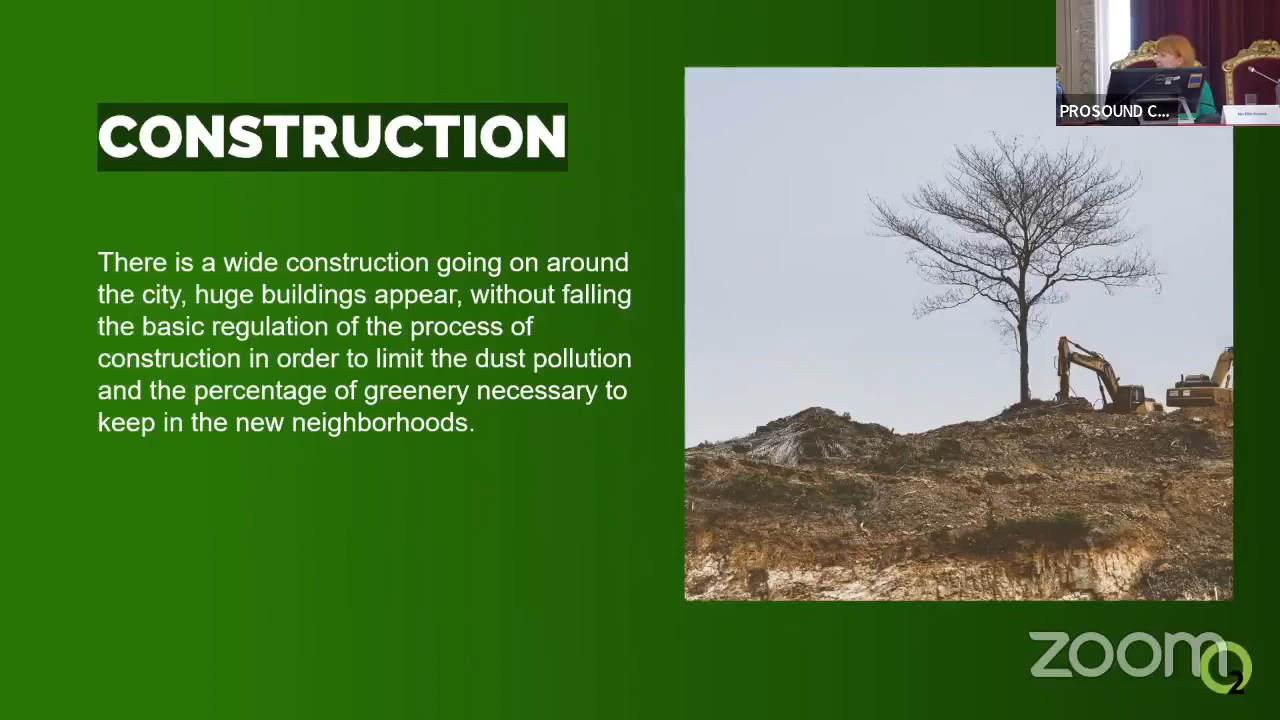 CONSTRUCTION
There is a wide construction going on around
the city, huge buildings appear, without falling
the basic regulation of the process of
construction in order to limit the dust pollution
and the percentage of greenery necessary to
keep in the new neighborhoods.
PROSOUND C...
zoom
O2